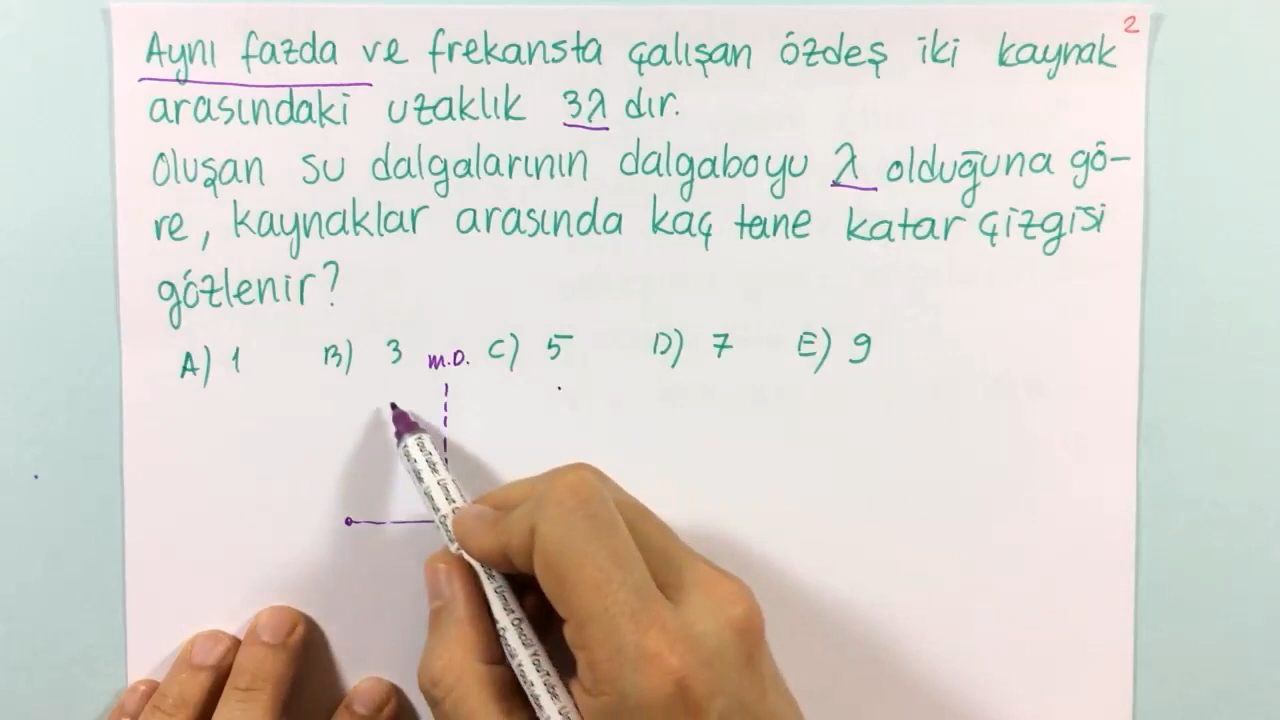 2
Aynı fazda ve frekansta çalışan özdeş iki kaynak
arasındaki uzaklık 3λ dır.
Oluşan su dalgalarının dalgaboyu λ olduğuna gö-
re, kaynaklar arasında kaç tane katar çizgisi
gözlenir?
A) 1 B) 3 C) 5 D) 7 E) 9
M.D.